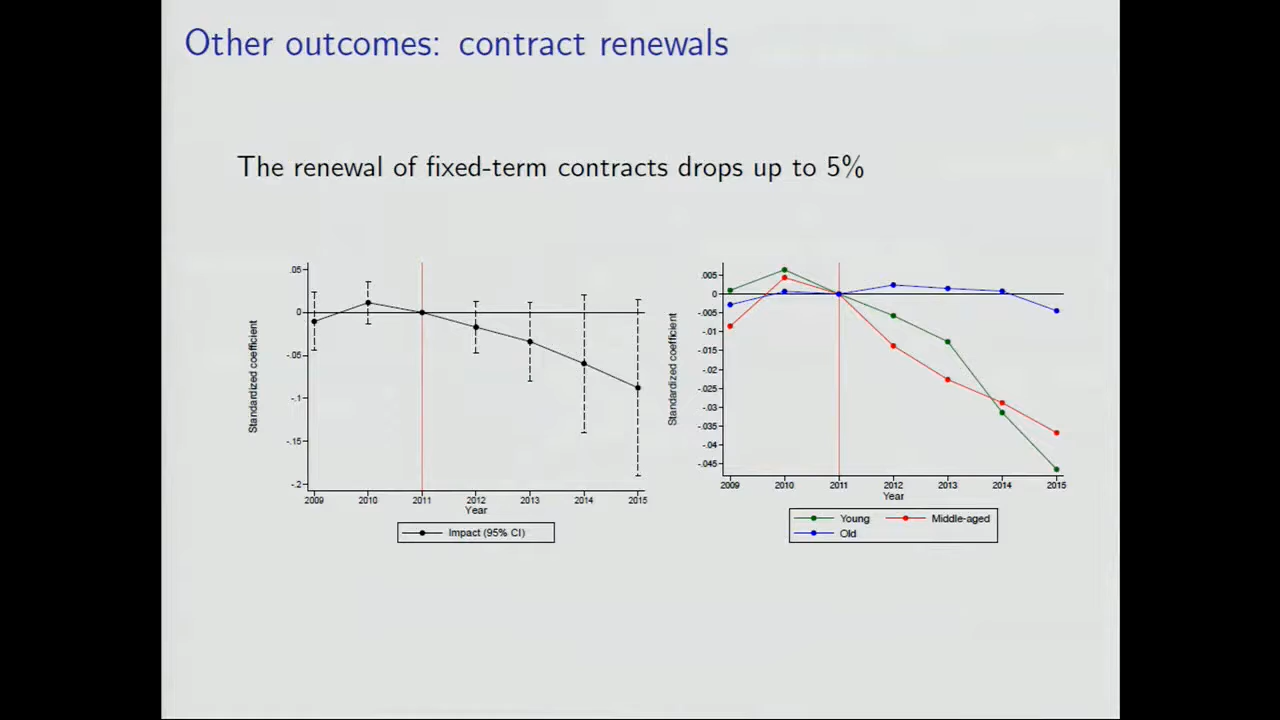 Other outcomes: contract renewals
The renewal of fixed-term contracts drops up to 5%
.05
0
-.05
-.1
-.15
-.2
Standardized coefficient
2009 2010 2011 2012 2013 2014 2015
Year
Impact (95% CI)
.005
0
-.005
-.01
-.015
-.02
-.025
-.03
-.035
-.04
-.045
Standardized coefficient
2009 2010 2011 2012 2013 2014 2015
Year
Young Middle-aged
Old